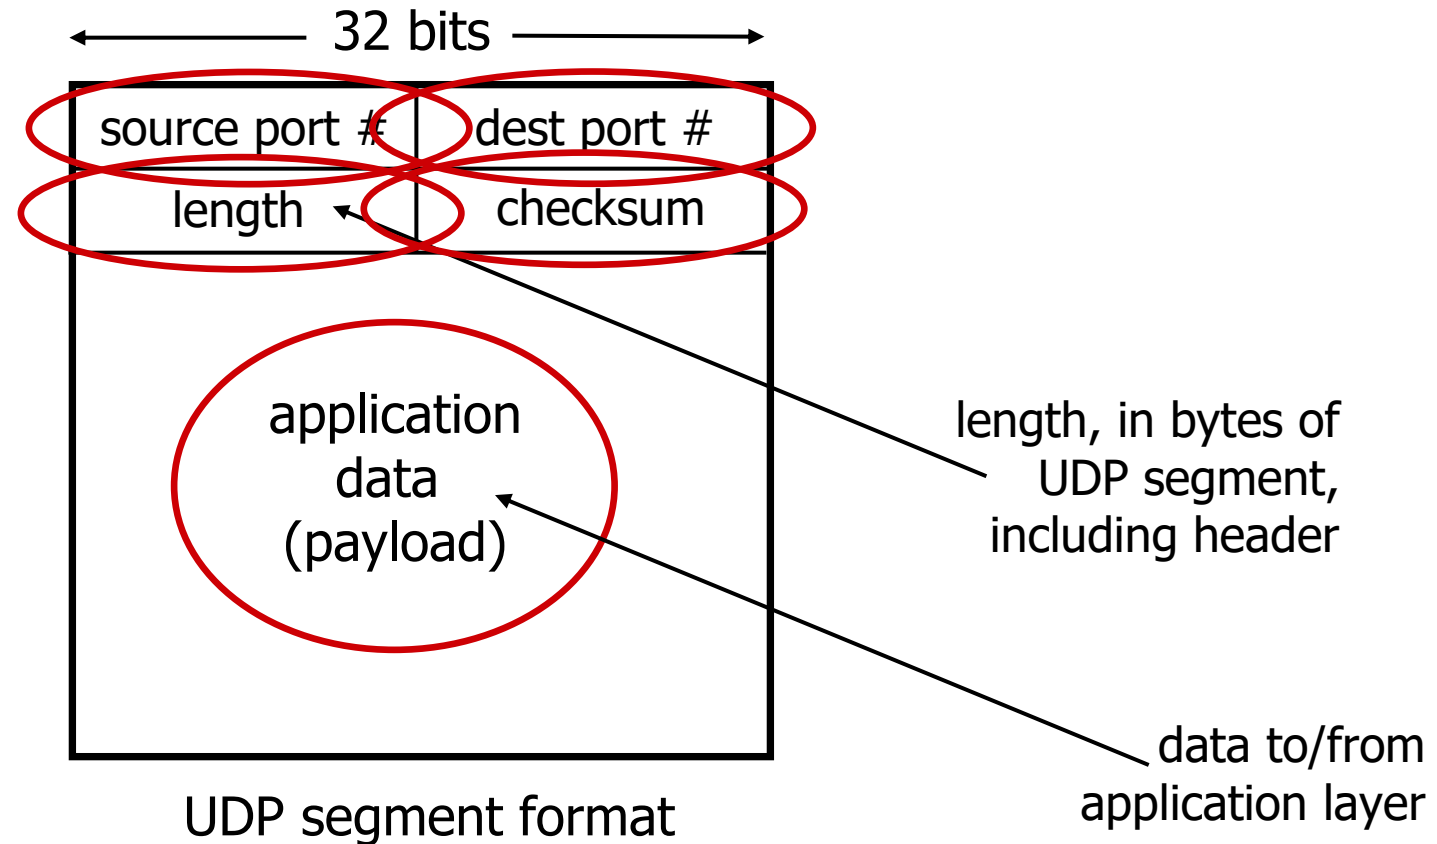 32 bits
source port #
dest port #
length
checksum
application
data
(payload)
length, in bytes of
UDP segment,
including header
data to/from
application layer
UDP segment format